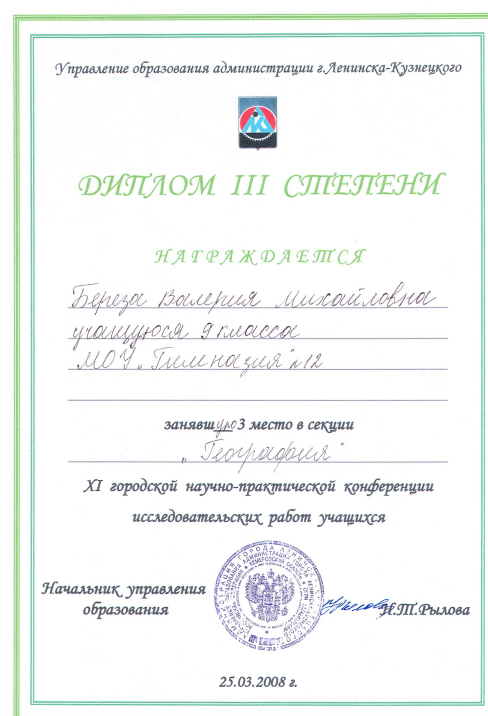 Управление образования администрации г.Ленинска-Кузнецкого
ДИПЛОМ III СТЕПЕНИ
НАГРАЖДАЕТСЯ
Береза Валерия Михайловна
учащуюся 9 класса
МОУ „Гимназия" №12
занявшую 3 место в секции
„География"
XI городской научно-практической конференции
исследовательских работ учащихся
Начальник управления
образования
И.Т.Рылова
25.03.2008 г.